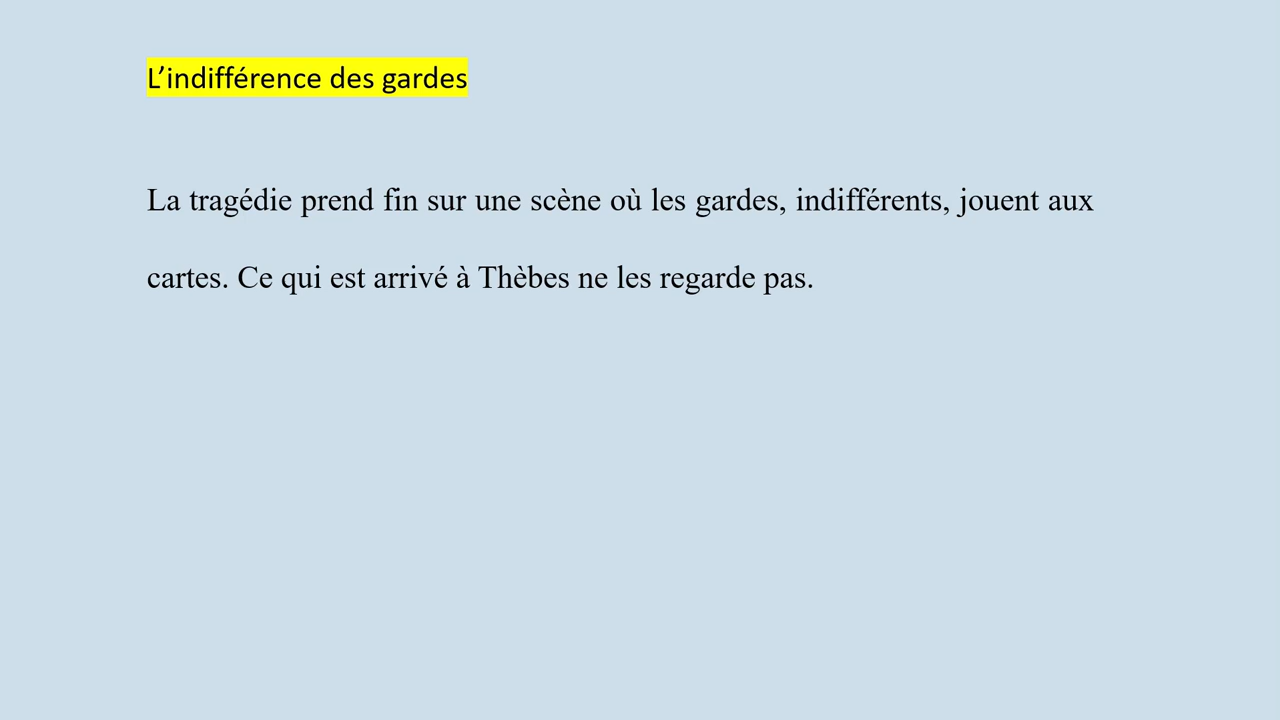 L’indifférence des gardes
La tragédie prend fin sur une scène où les gardes, indifférents, jouent aux
cartes. Ce qui est arrivé à Thèbes ne les regarde pas.